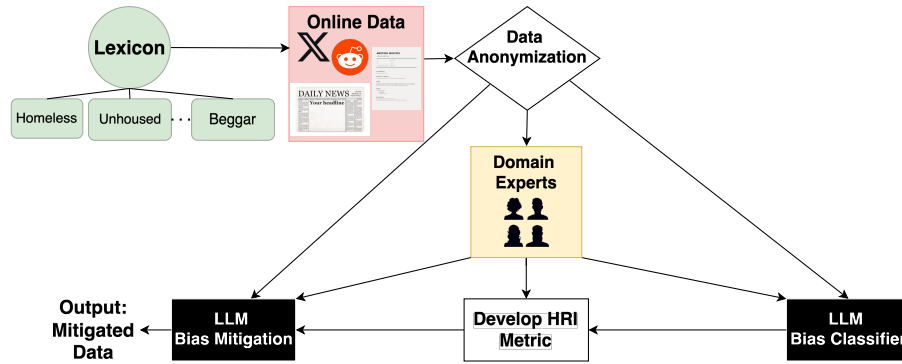 Lexicon
Homeless
Unhoused
...
Beggar
Online Data
DAILY NEWS
Your headline
Data
Anonymization
Domain
Experts
Output:
Mitigated
Data
LLM
Bias Mitigation
Develop HRI
Metric
LLM
Bias Classifier